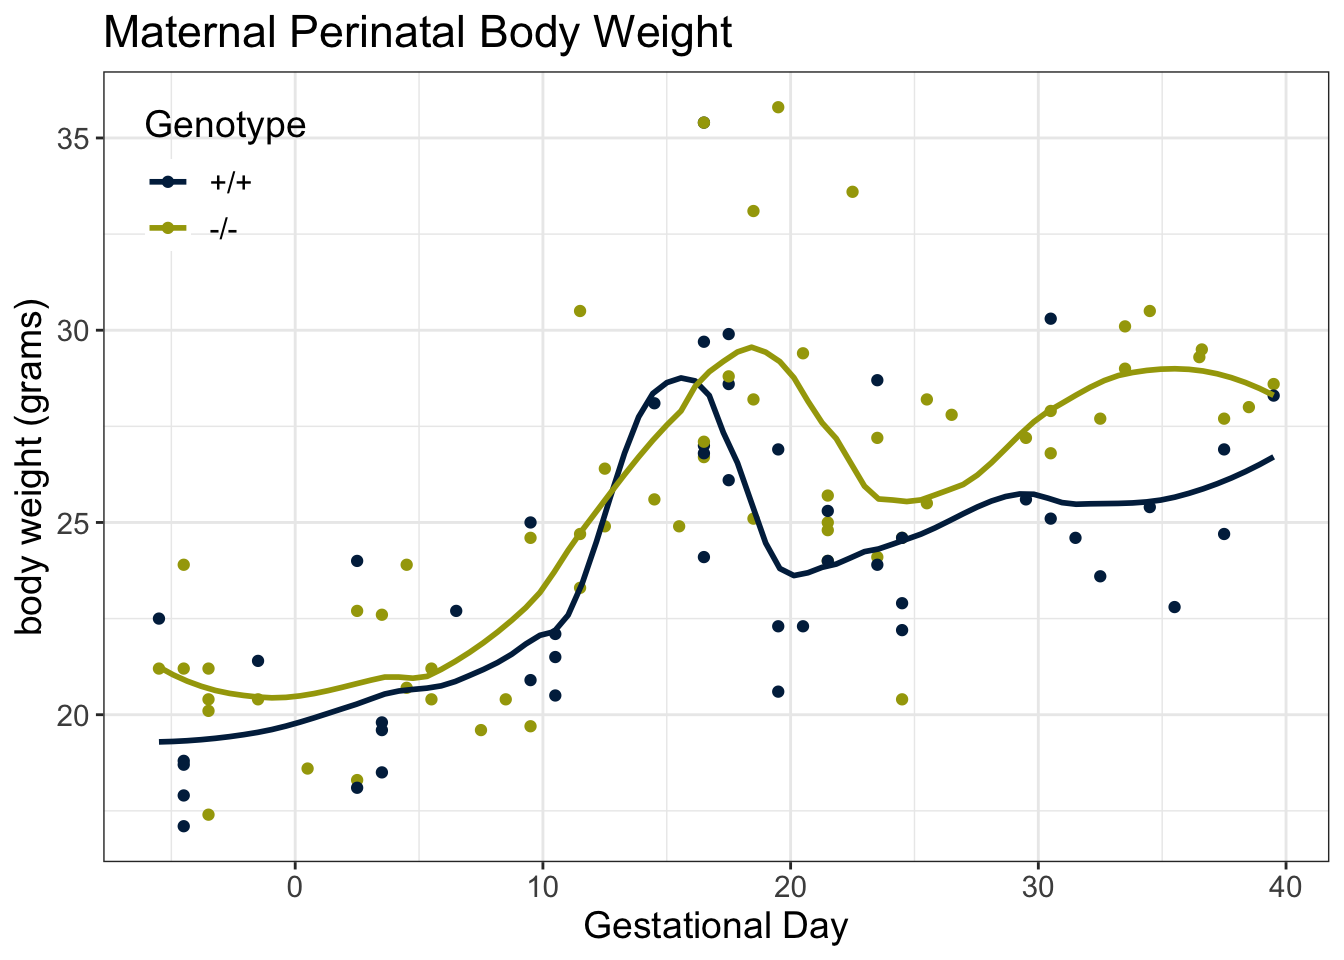 Maternal Perinatal Body Weight
Genotype
+/+
-/-
35
30
25
20
body weight (grams)
0 10 20 30 40
Gestational Day